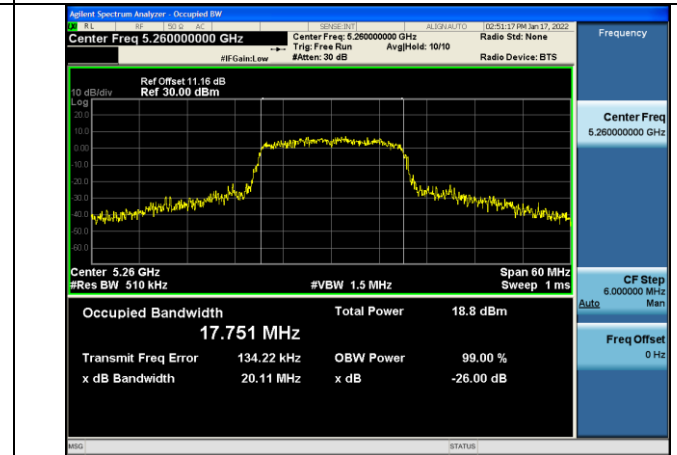 Agilent Spectrum Analyzer - Occupied BW
RL RF 50 Ω AC SENSE:INT ALIGN AUTO 02:51:17 PM Jan 17, 2022
Center Freq 5.260000000 GHz Center Freq: 5.260000000 GHz Radio Std: None Frequency
Trig: Free Run Avg|Hold: 10/10
#IFGain:Low #Atten: 30 dB Radio Device: BTS
Ref Offset 11.16 dB
10 dB/div Ref 30.00 dBm
Log
20.0
10.0
0.00
-10.0
-20.0
-30.0
-40.0
-50.0
-60.0
Center Freq
5.260000000 GHz
Center 5.26 GHz Span 60 MHz
#Res BW 510 kHz #VBW 1.5 MHz Sweep 1 ms
CF Step
6.000000 MHz
Auto Man
Occupied Bandwidth Total Power 18.8 dBm
17.751 MHz
Transmit Freq Error 134.22 kHz OBW Power 99.00 %
x dB Bandwidth 20.11 MHz x dB -26.00 dB
Freq Offset
0 Hz
MSG STATUS